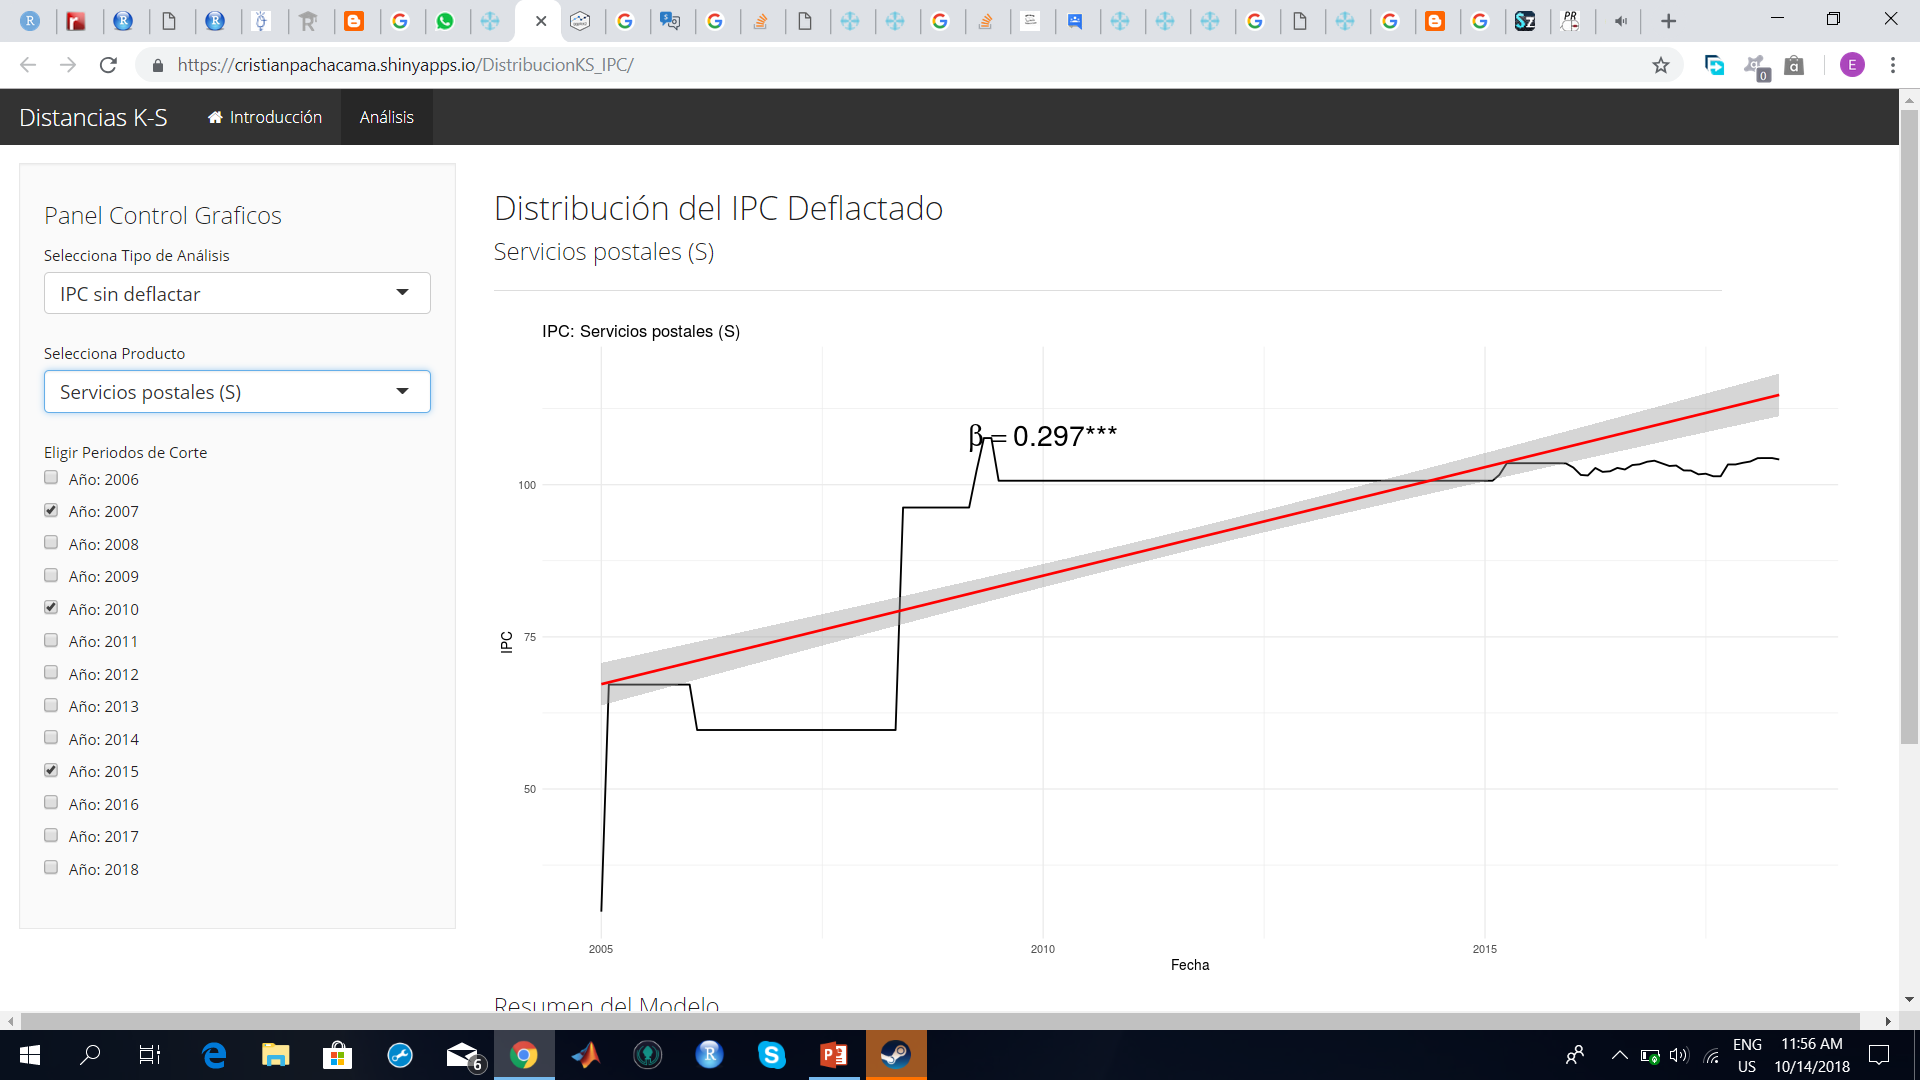 https://cristianpachacama.shinyapps.io/DistribucionKS_IPC/
0
E
Distancias K-S
Introducción
Análisis
Panel Control Graficos
Selecciona Tipo de Análisis
IPC sin deflactar
Selecciona Producto
Servicios postales (S)
Eligir Periodos de Corte
Año: 2006
Año: 2007
Año: 2008
Año: 2009
Año: 2010
Año: 2011
Año: 2012
Año: 2013
Año: 2014
Año: 2015
Año: 2016
Año: 2017
Año: 2018
Distribución del IPC Deflactado
Servicios postales (S)
IPC: Servicios postales (S)
β = 0.297***
100
75
50
IPC
2005
2010
2015
Fecha
Resumen del Modelo
6
ENG
US
11:56 AM
10/14/2018